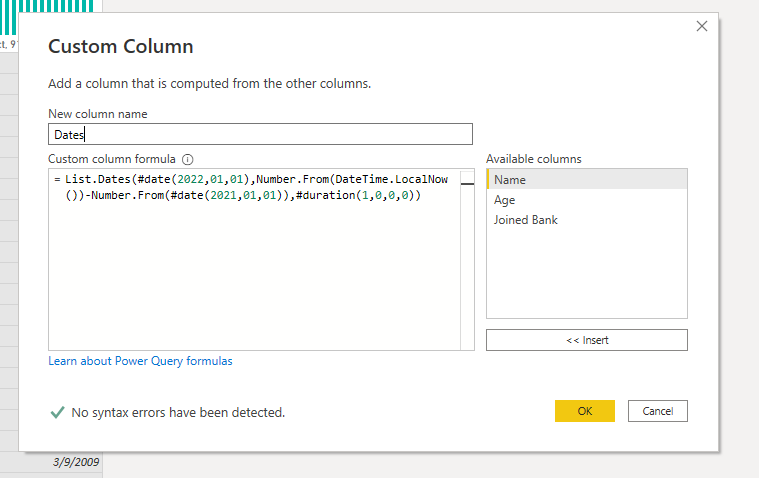 ct, 9
Custom Column
Add a column that is computed from the other columns.
New column name
Dates
Custom column formula
Available columns
= List.Dates(#date(2022,01,01),Number.From(DateTime.LocalNow
())-Number.From(#date(2021,01,01)),#duration(1,0,0,0))
Name
Age
Joined Bank
<< Insert
Learn about Power Query formulas
No syntax errors have been detected.
OK
Cancel
3/9/2009